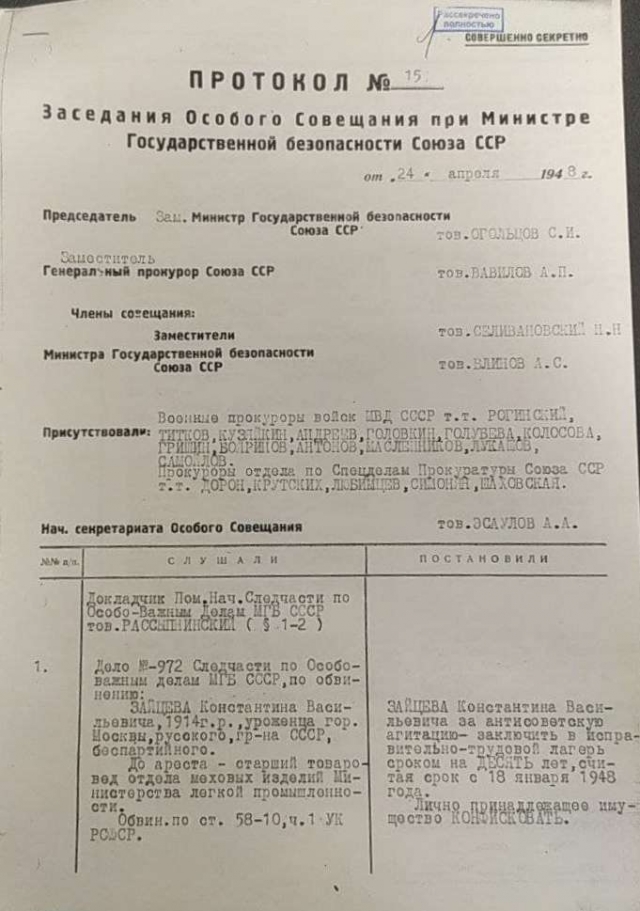 Рассекречено
полностью
СОВЕРШЕННО СЕКРЕТНО
ПРОТОКОЛ № 15
Заседания Особого Совещания при Министре
Государственной безопасности Союза ССР
от „24 “ апреля 1948 г.
Председатель Зам. Министр Государственной безопасности
Союза ССР
тов.ОГОЛЬЦОВ С.И.
Заместитель
Генеральный прокурор Союза ССР
тов.ВАВИЛОВ А.П.
Члены совещания:
Заместители
тов.СЕЛИВАНОВСКИЙ Н.Н
Министра Государственной безопасности
Союза ССР
тов.БЛИНОВ А.С.
Присутствовали:
Военные прокуроры войск МВД СССР т.т. РОГИНСКИЙ,
ТИТКОВ,КУЗЯКИН,АНДРЕЕВ,ГОЛОВКИН,ГОЛУБЕВА,КОЛОСОВА,
ГРИШИН,БОДРИНОВ,АНТОНОВ,МАСЛЕННИКОВ,ЛУКАШОВ,
САМОЙЛОВ.
Прокуроры отдела по Спецделам Прокуратуры Союза ССР
т.т. ДОРОН,КРУТСКИХ,ЛЮБИМЦЕВ,СИДОНИН,ШАХОВСКАЯ.
Нач. секретариата Особого Совещания
тов.ЭСАУЛОВ А.А.
№№ п/п.
СЛУШАЛИ
ПОСТАНОВИЛИ
Докладчик Пом.Нач.Следчасти по
Особо-Важным Делам МГБ СССР
тов.РАССЫПНИНСКИЙ ( § 1-2 )
1.
Дело №-972 Следчасти по Особо-
важным делам МГБ СССР,по обви-
нению:
ЗАЙЦЕВА Константина Васи-
льевича,1914г.р.,уроженца гор.
Москвы,русского,гр-на СССР,
беспартийного.
До ареста - старший товаро-
вед отдела меховых изделий Ми-
нистерства легкой промышленно-
сти.
Обвин.по ст. 58-10,ч.1 УК
РСФСР.
ЗАЙЦЕВА Константина Васи-
льевича за антисоветскую
агитацию- заключить в испра-
вительно-трудовой лагерь
сроком на ДЕСЯТЬ лет,счи-
тая срок с 18 января 1948
года.
Лично принадлежащее иму-
щество КОНФИСКОВАТЬ.